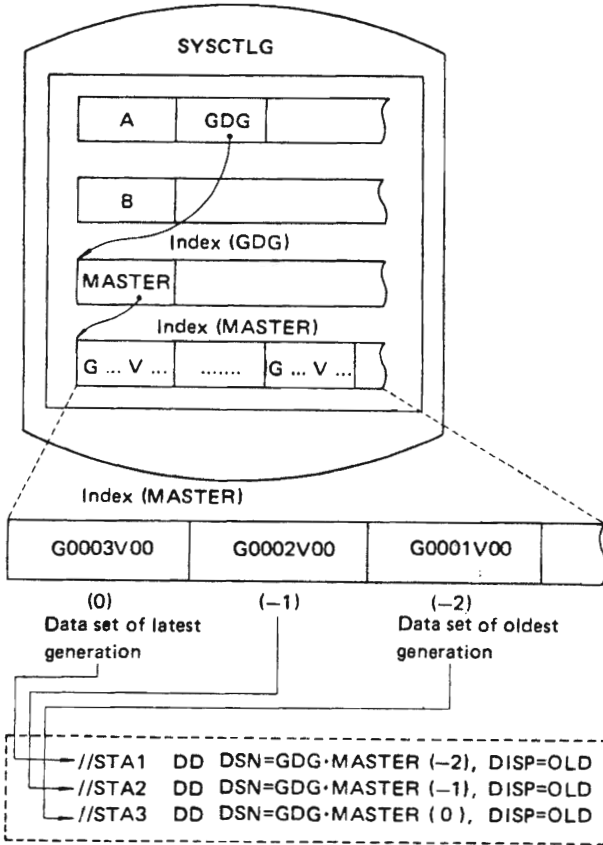 SYSCTLG
A GDG
B
Index (GDG)
MASTER
Index (MASTER)
G ... V ... ....... G ... V ...
Index (MASTER)
G0003V00 G0002V00 G0001V00
(0) (−1) (−2)
Data set of latest Data set of oldest
generation generation
//STA1 DD DSN=GDG·MASTER (−2), DISP=OLD
//STA2 DD DSN=GDG·MASTER (−1), DISP=OLD
//STA3 DD DSN=GDG·MASTER ( 0 ), DISP=OLD